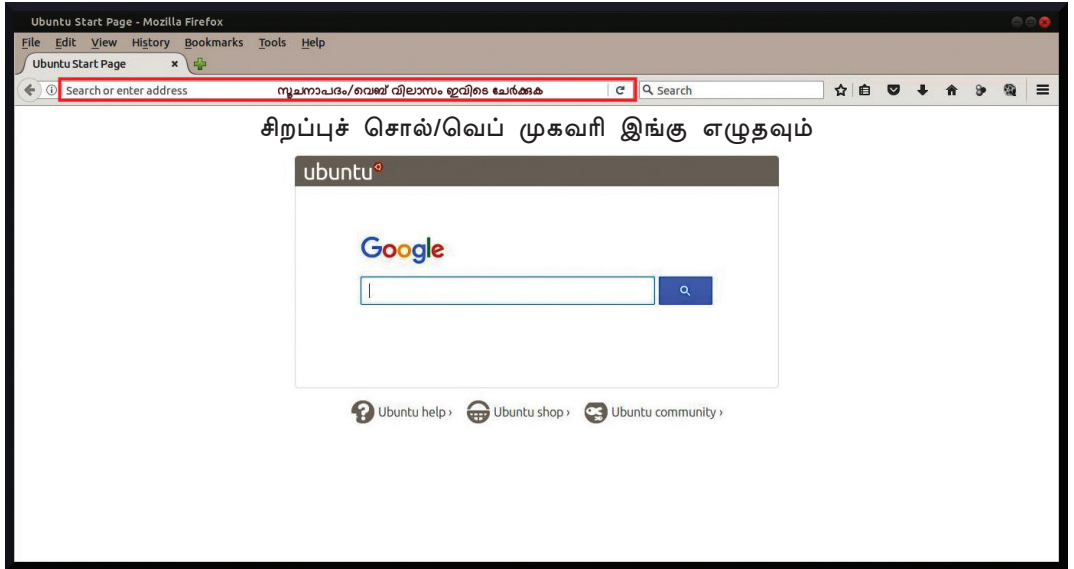 Ubuntu Start Page - Mozilla Firefox
File Edit View History Bookmarks Tools Help
Ubuntu Start Page
Search or enter address സൂചനാപദം/വെബ് വിലാസം ഇവിടെ ചേർക്കുക Search
சிறப்புச் சொல்/வெப் முகவரி இங்கு எழுதவும்
ubuntu
Google
Ubuntu help › Ubuntu shop › Ubuntu community ›